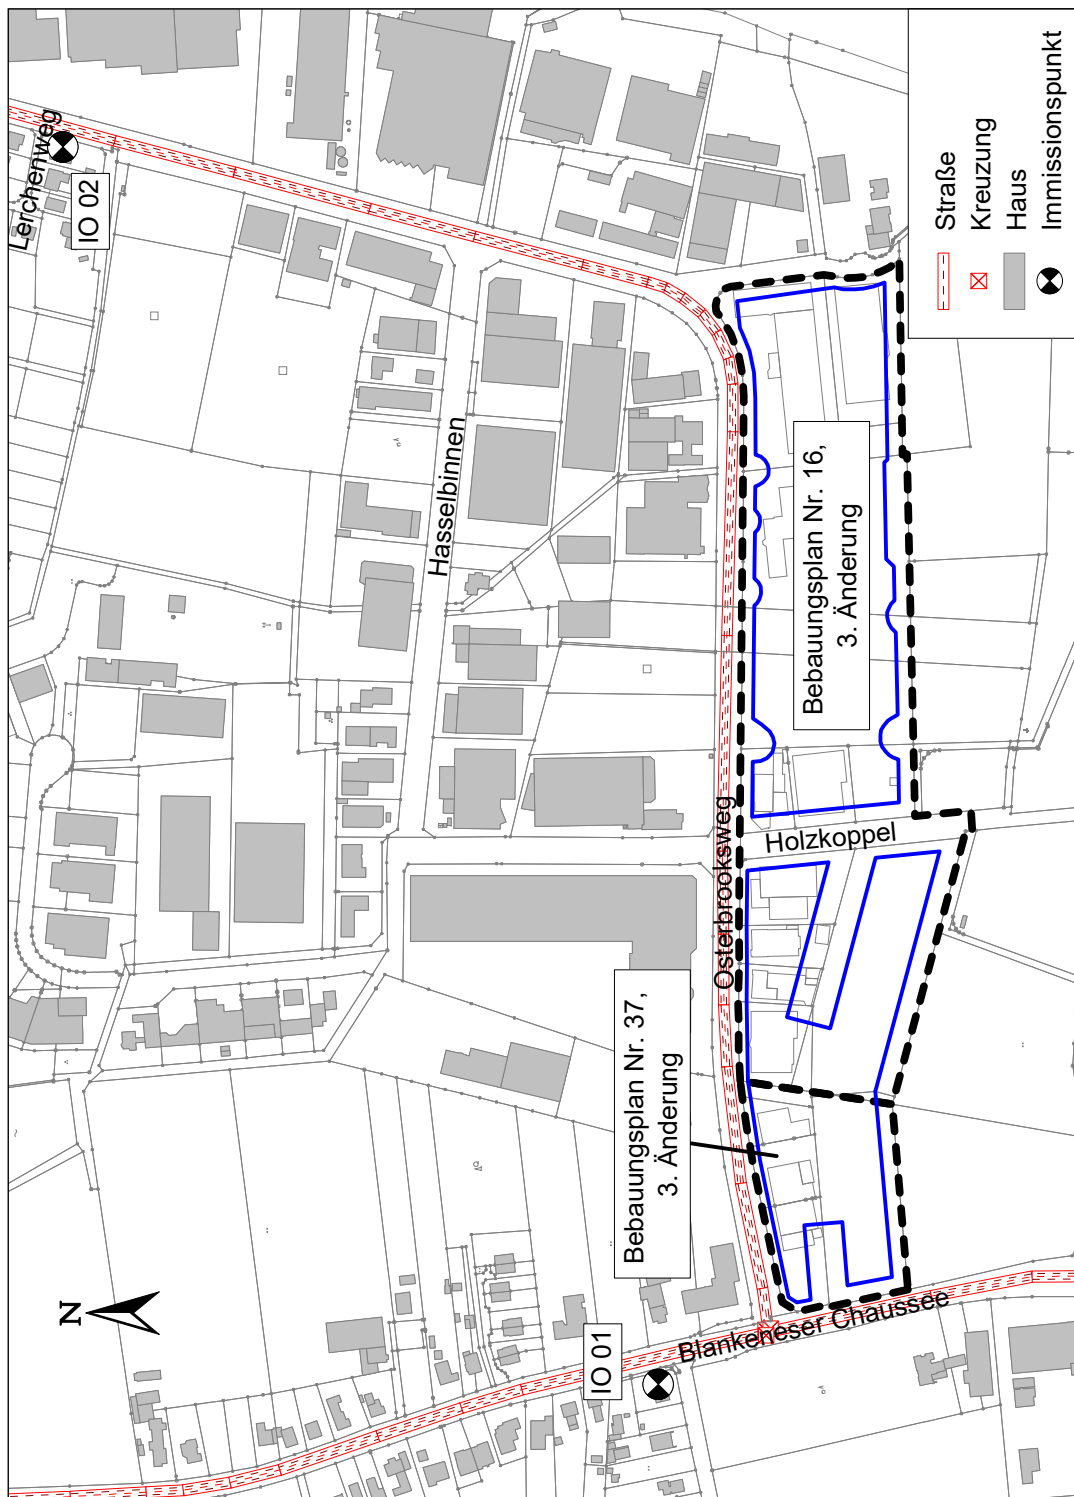 Lerchenweg
IO 02
Hasselbinnen
Bebauungsplan Nr. 16,
3. Änderung
Osterbrooksweg
Holzkoppel
Bebauungsplan Nr. 37,
3. Änderung
N
IO 01
Blankeneser Chaussee
Straße
Kreuzung
Haus
Immissionspunkt